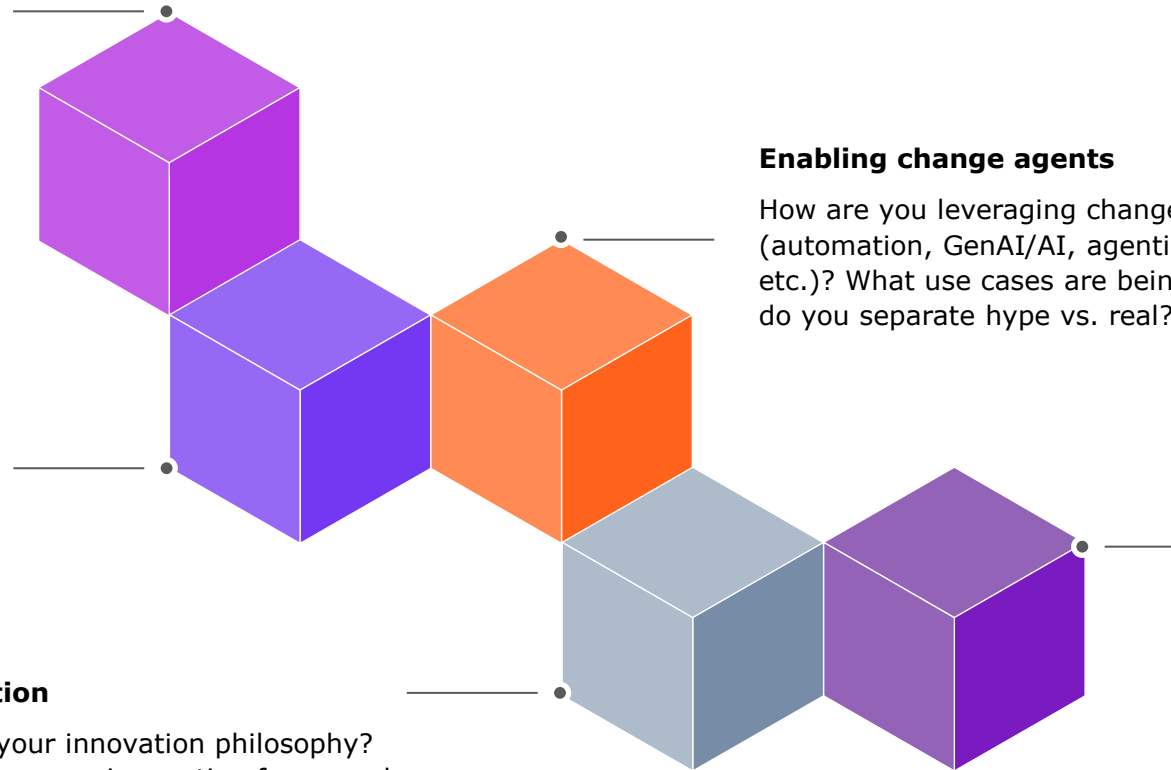 Enabling change agents
How are you leveraging change
(automation, GenAI/AI, agenti
etc.)? What use cases are bein
do you separate hype vs. real?
tion
your innovation philosophy?